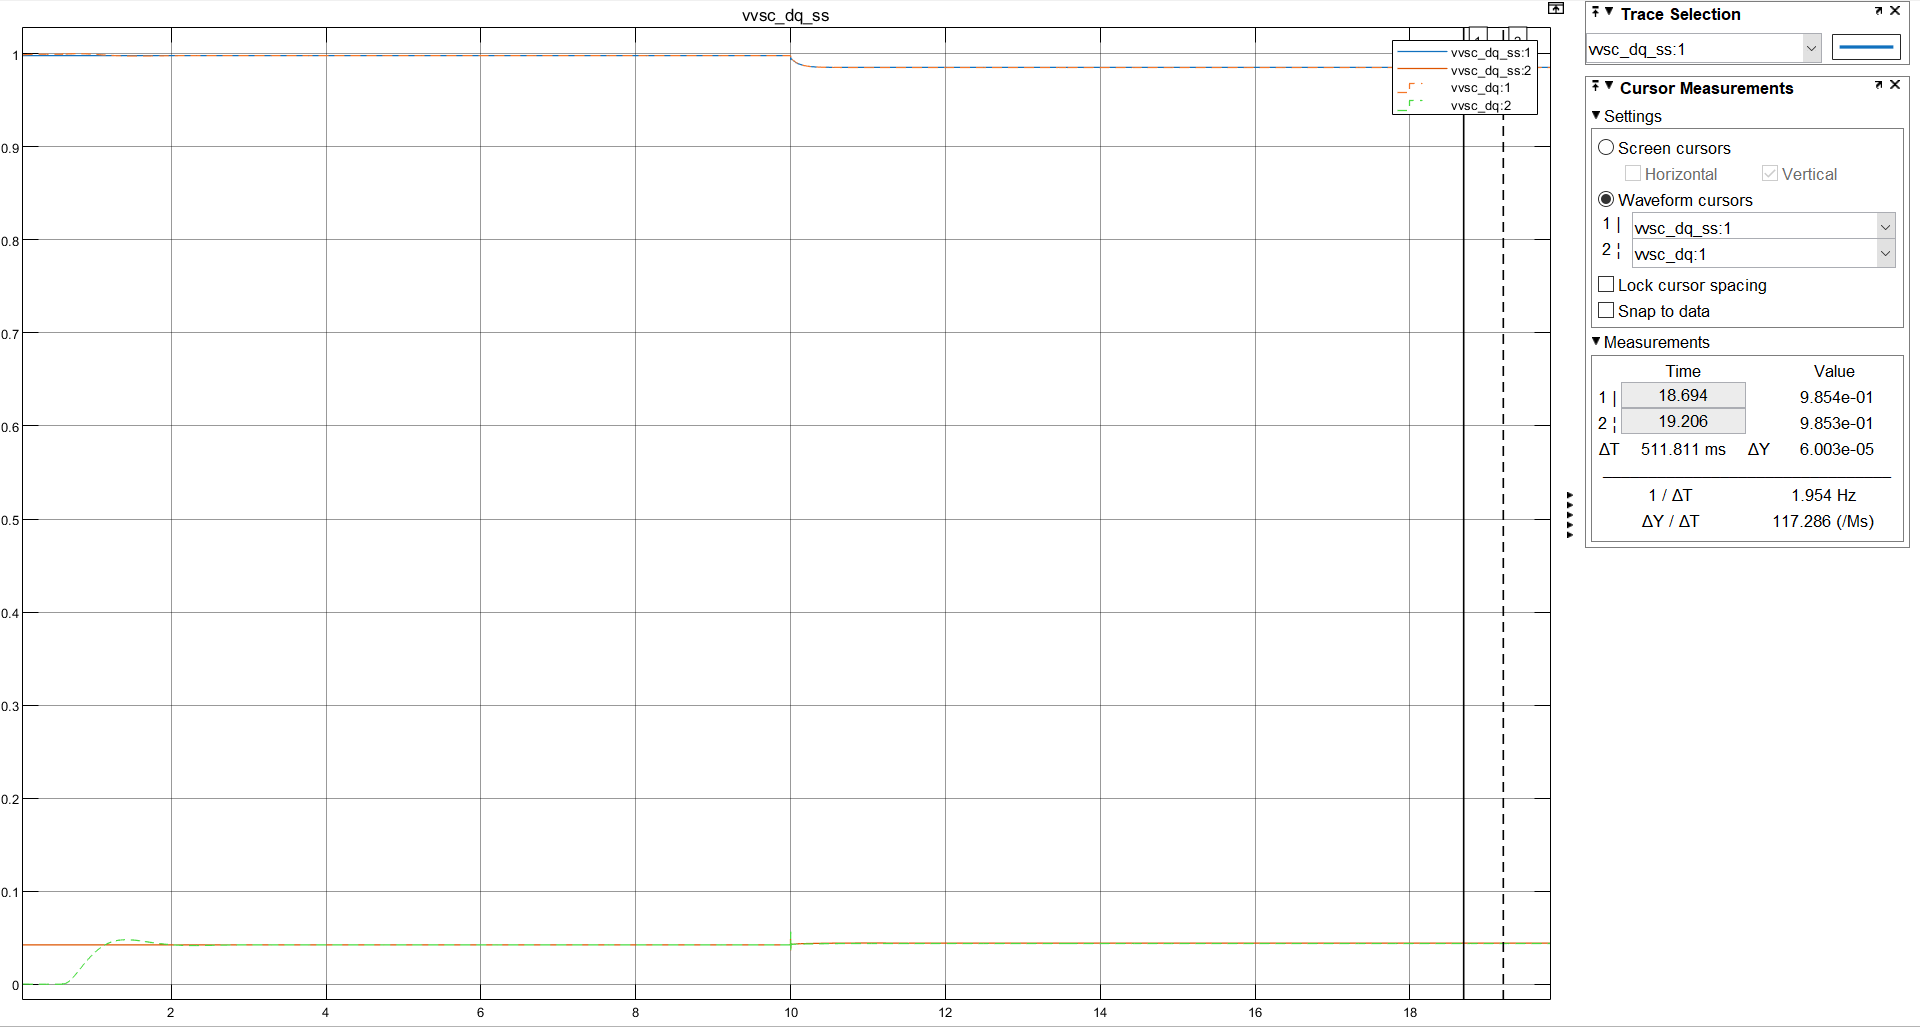 vvsc_dq_ss
1
0.9
0.8
0.7
0.6
0.5
0.4
0.3
0.2
0.1
0
2
4
6
8
10
12
14
16
18
vvsc_dq_ss:1
vvsc_dq_ss:2
vvsc_dq:1
vvsc_dq:2
Trace Selection
vvsc_dq_ss:1
Cursor Measurements
Settings
Screen cursors
Horizontal Vertical
Waveform cursors
1 | vvsc_dq_ss:1
2 ¦ vvsc_dq:1
Lock cursor spacing
Snap to data
Measurements
Time Value
1 | 18.694 9.854e-01
2 ¦ 19.206 9.853e-01
ΔT 511.811 ms ΔY 6.003e-05
1 / ΔT 1.954 Hz
ΔY / ΔT 117.286 (/Ms)